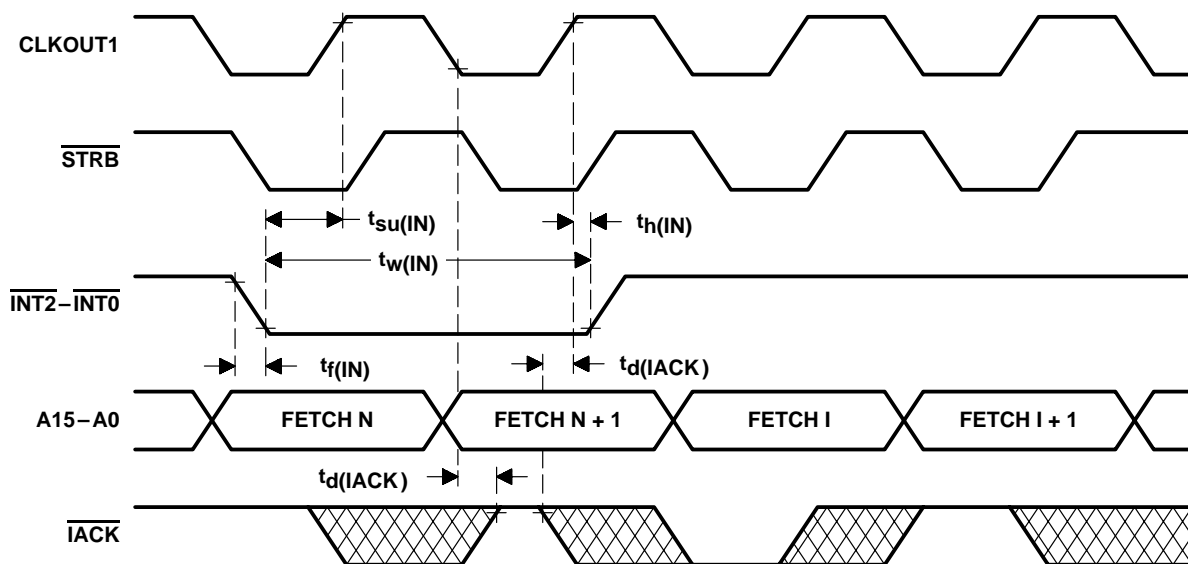 CLKOUT1
STRB
tsu(IN)
th(IN)
tw(IN)
INT2–INT0
tf(IN)
td(IACK)
A15–A0
FETCH N
FETCH N + 1
FETCH I
FETCH I + 1
td(IACK)
IACK